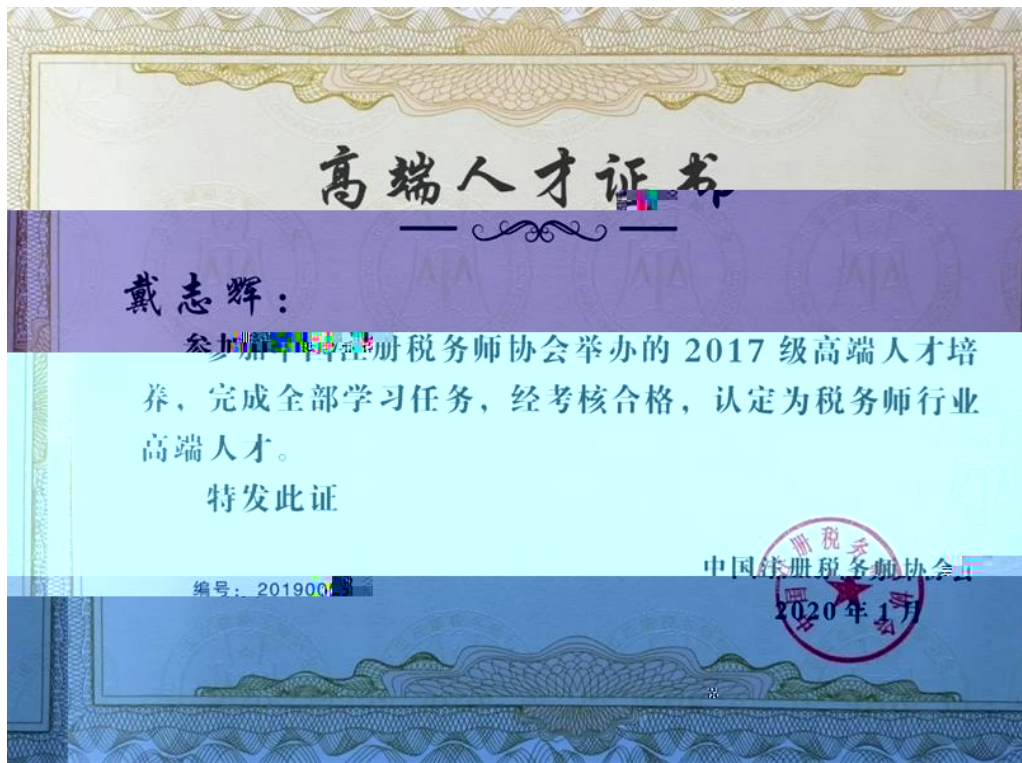 高端人才证书
戴志辉：
参加中国注册税务师协会举办的 2017 级高端人才培
养，完成全部学习任务，经考核合格，认定为税务师行业
高端人才。
特发此证
中国注册税务师协会
编号：201900
2020 年 1 月